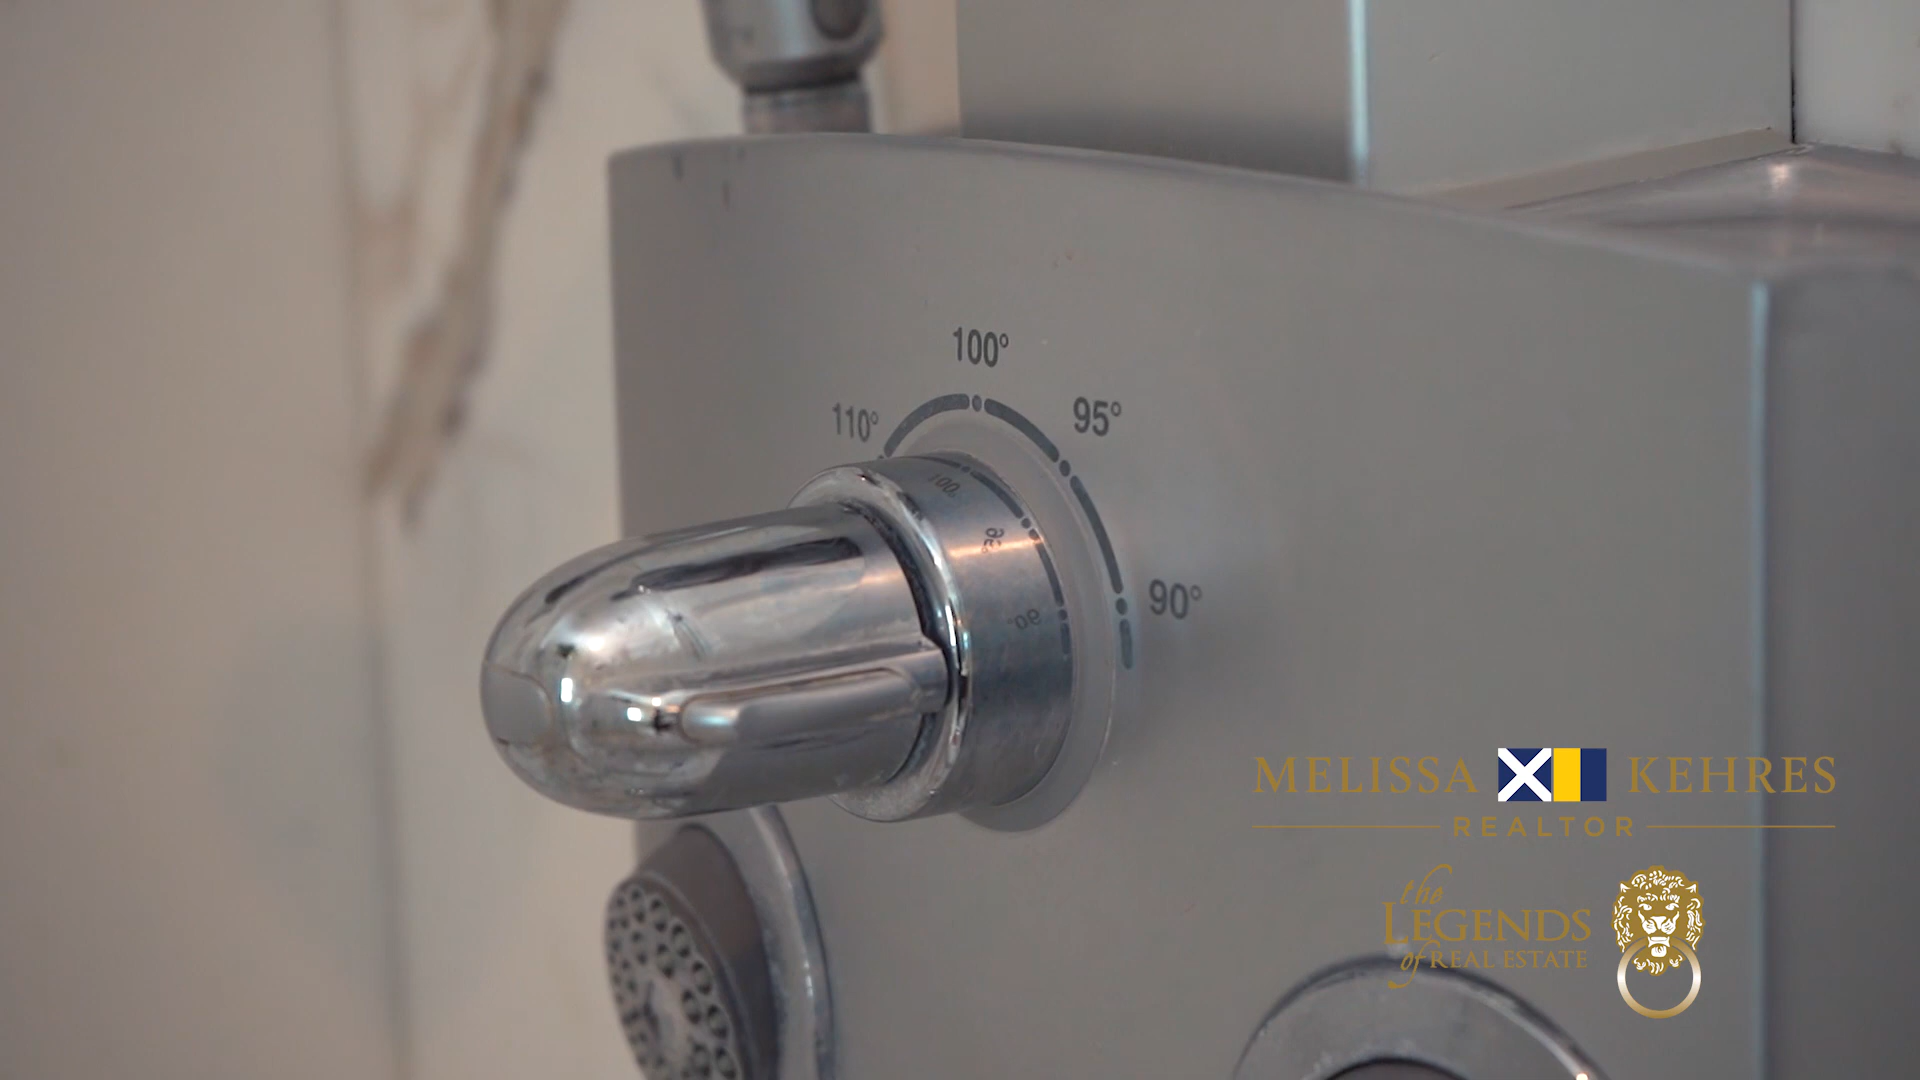 100°
110°
95°
90°
MELISSA KEHRES
REALTOR
the
LEGENDS
of REAL ESTATE